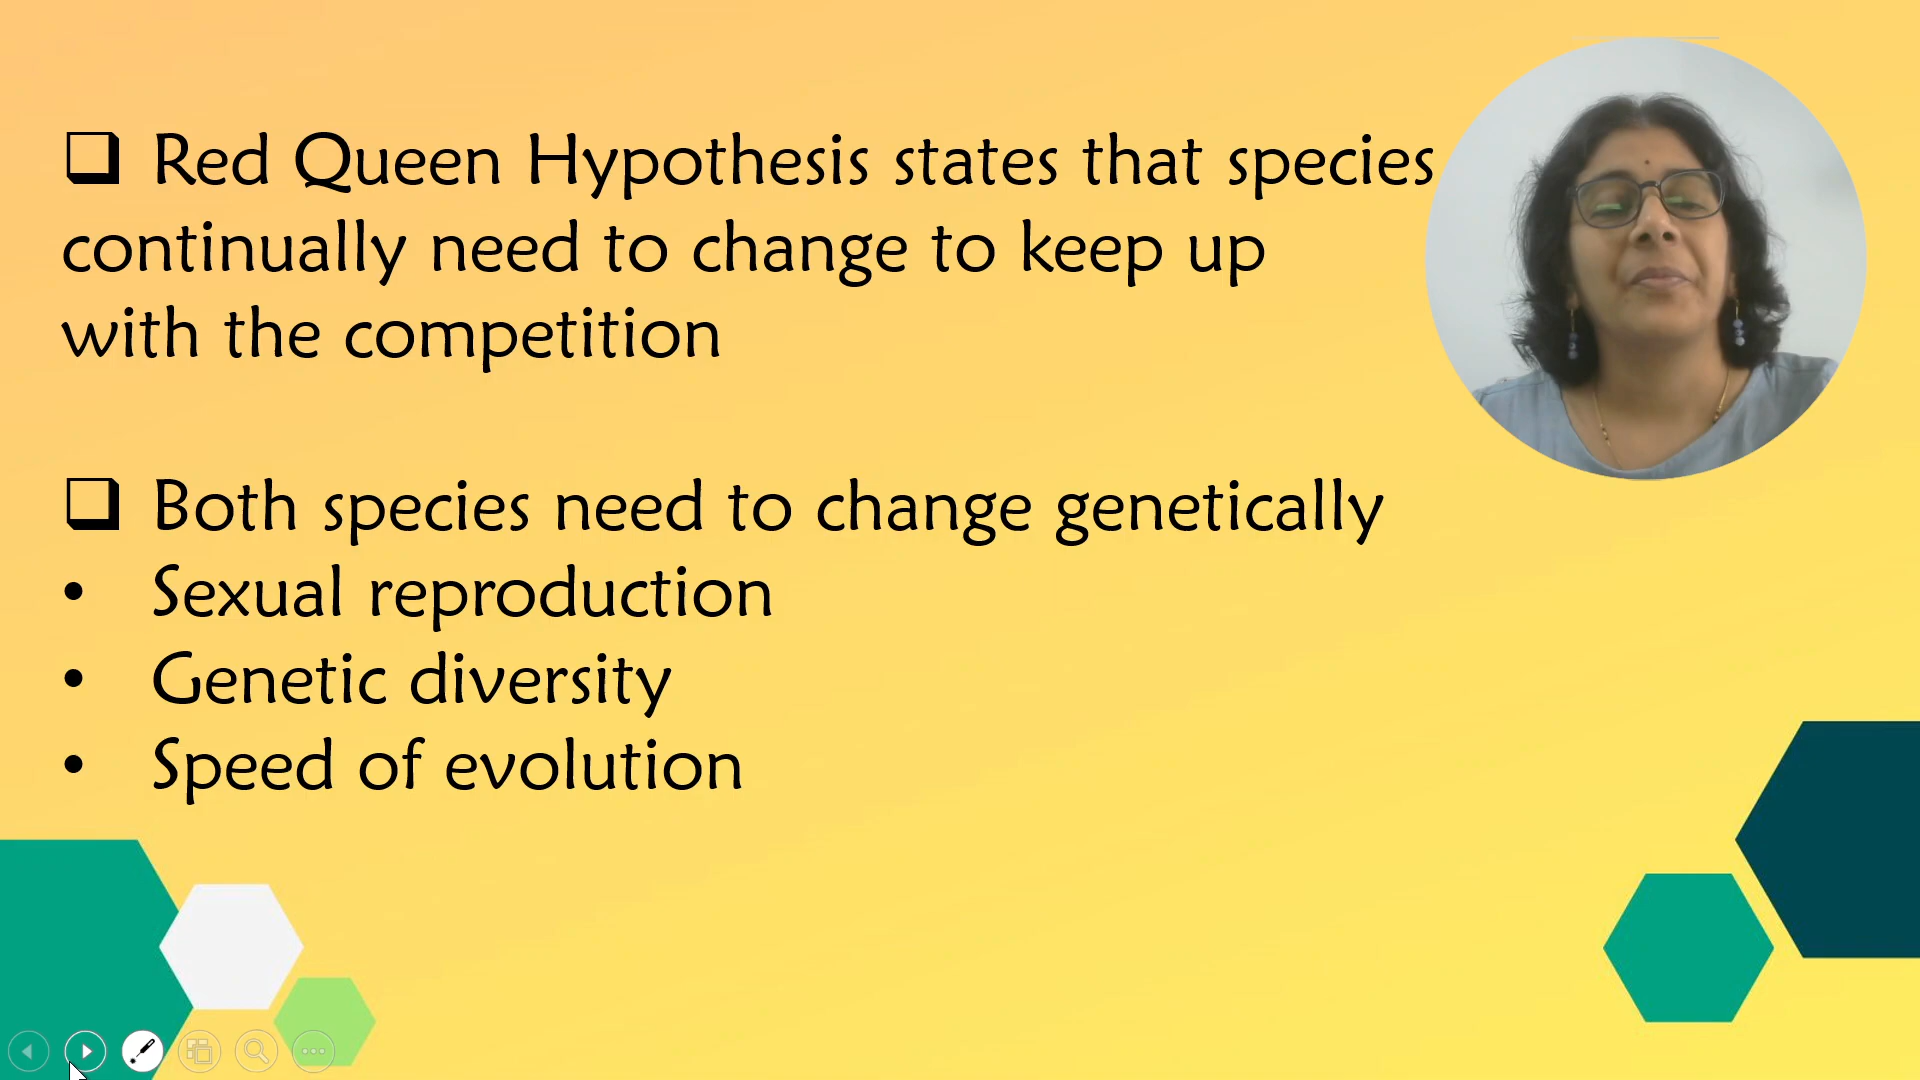 ❑ Red Queen Hypothesis states that species
continually need to change to keep up
with the competition
❑ Both species need to change genetically
• Sexual reproduction
• Genetic diversity
• Speed of evolution